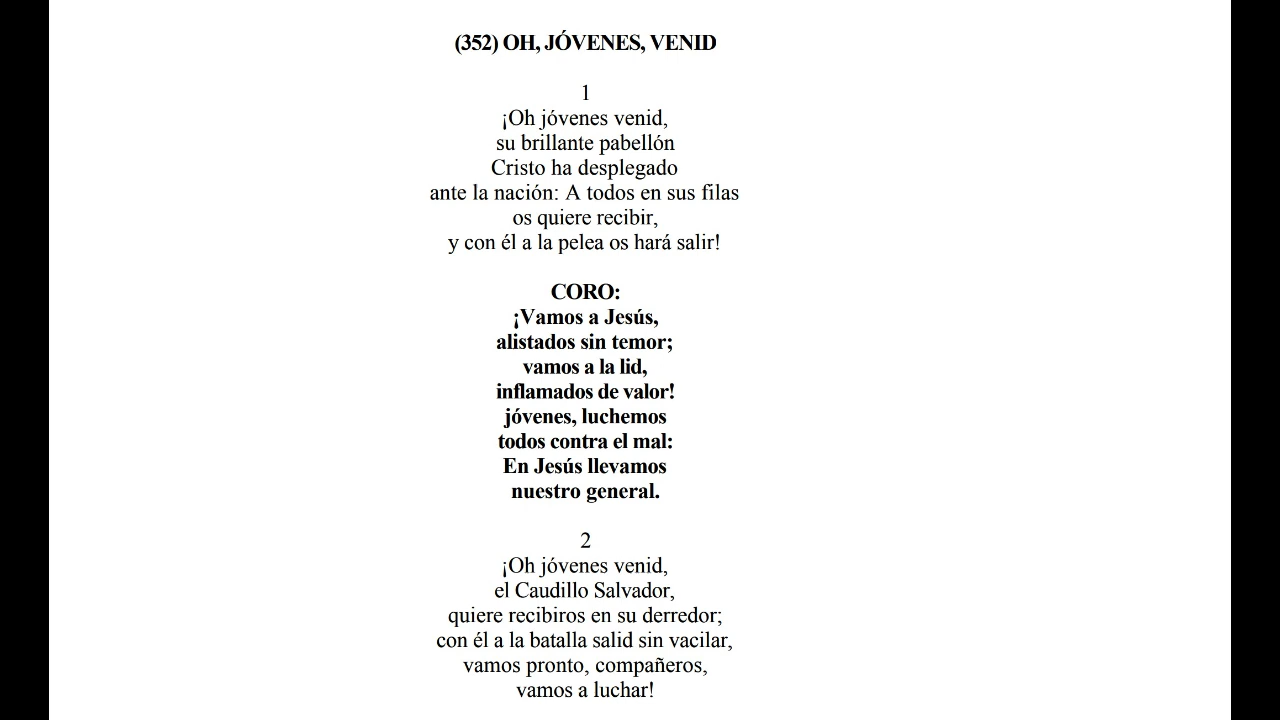 (352) OH, JÓVENES, VENID
1
¡Oh jóvenes venid,
su brillante pabellón
Cristo ha desplegado
ante la nación: A todos en sus filas
os quiere recibir,
y con él a la pelea os hará salir!
CORO:
¡Vamos a Jesús,
alistados sin temor;
vamos a la lid,
inflamados de valor!
jóvenes, luchemos
todos contra el mal:
En Jesús llevamos
nuestro general.
2
¡Oh jóvenes venid,
el Caudillo Salvador,
quiere recibiros en su derredor;
con él a la batalla salid sin vacilar,
vamos pronto, compañeros,
vamos a luchar!